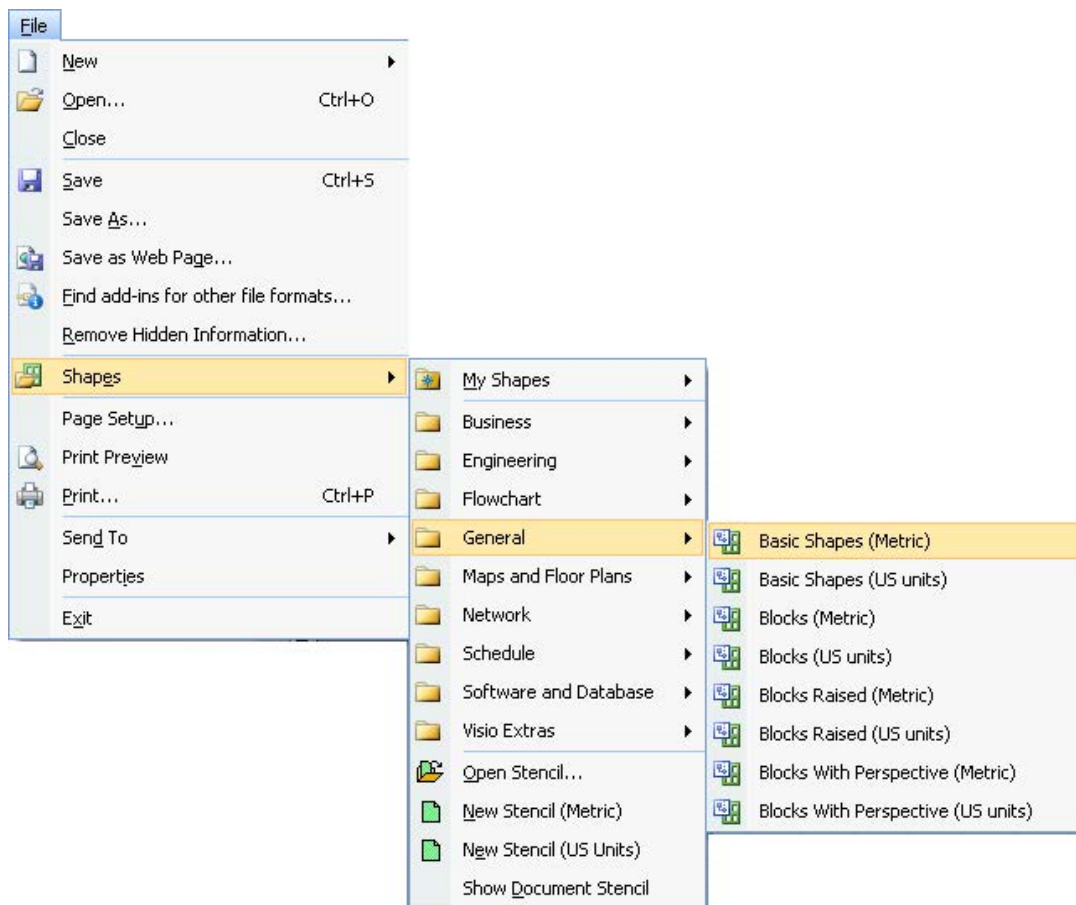 File
New
Open... Ctrl+O
Close
Save Ctrl+S
Save As...
Save as Web Page...
Find add-ins for other file formats...
Remove Hidden Information...
Shapes
Page Setup...
Print Preview
Print... Ctrl+P
Send To
Properties
Exit
My Shapes
Business
Engineering
Flowchart
General
Maps and Floor Plans
Network
Schedule
Software and Database
Visio Extras
Open Stencil...
New Stencil (Metric)
New Stencil (US Units)
Show Document Stencil
Basic Shapes (Metric)
Basic Shapes (US units)
Blocks (Metric)
Blocks (US units)
Blocks Raised (Metric)
Blocks Raised (US units)
Blocks With Perspective (Metric)
Blocks With Perspective (US units)